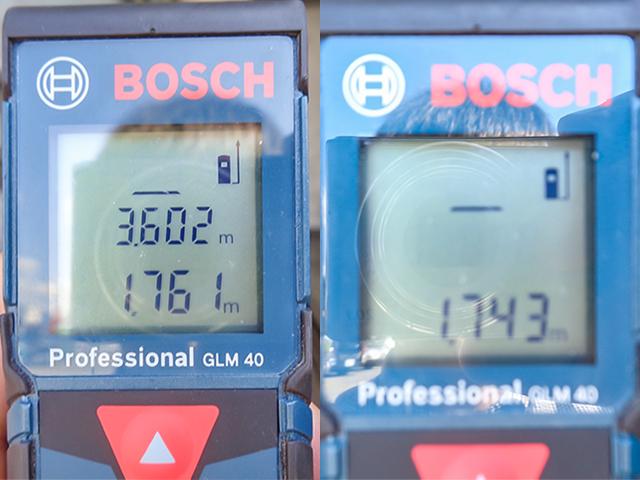 BOSCH
3.602 m
1.761 m
Professional GLM 40
BOSCH
1.743 m
Professional GLM 40